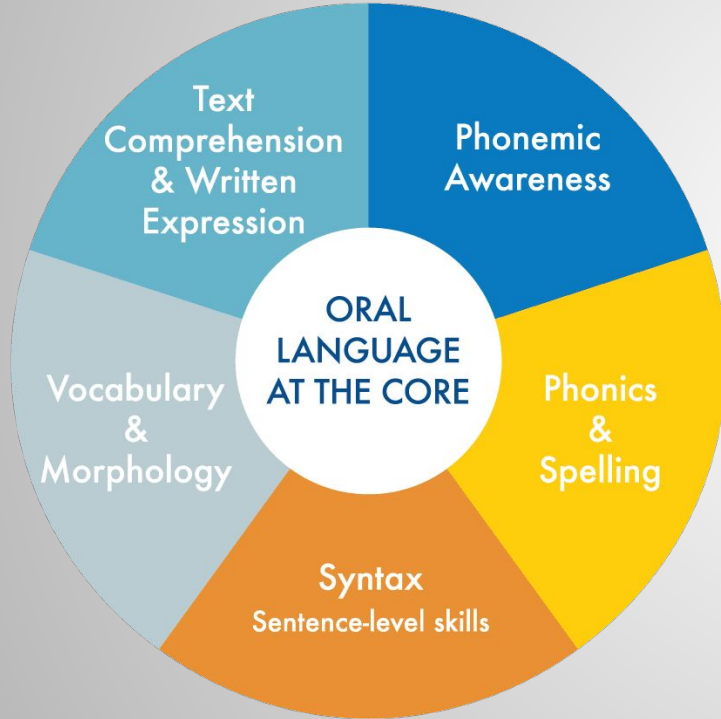 Text
Comprehension
& Written
Expression
Phonemic
Awareness
ORAL
LANGUAGE
AT THE CORE
Vocabulary
&
Morphology
Phonics
&
Spelling
Syntax
Sentence-level skills